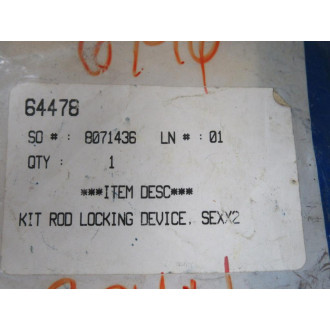 64478
SO # : 8071436 LN # : 01
QTY : 1
***ITEM DESC***
KIT ROD LOCKING DEVICE, SEXX2